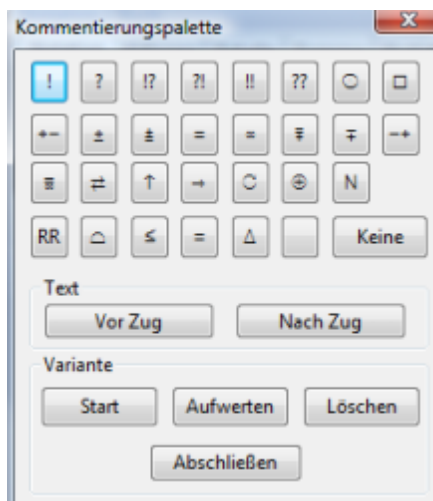 Kommentierungspalette
! ? !? ?! !! ?? ○ □
+− ± ⩲ = = ⩱ ∓ −+
⇄ ↑ → N
RR ≤ = Δ Keine
Text
Vor Zug Nach Zug
Variante
Start Aufwerten Löschen
Abschließen